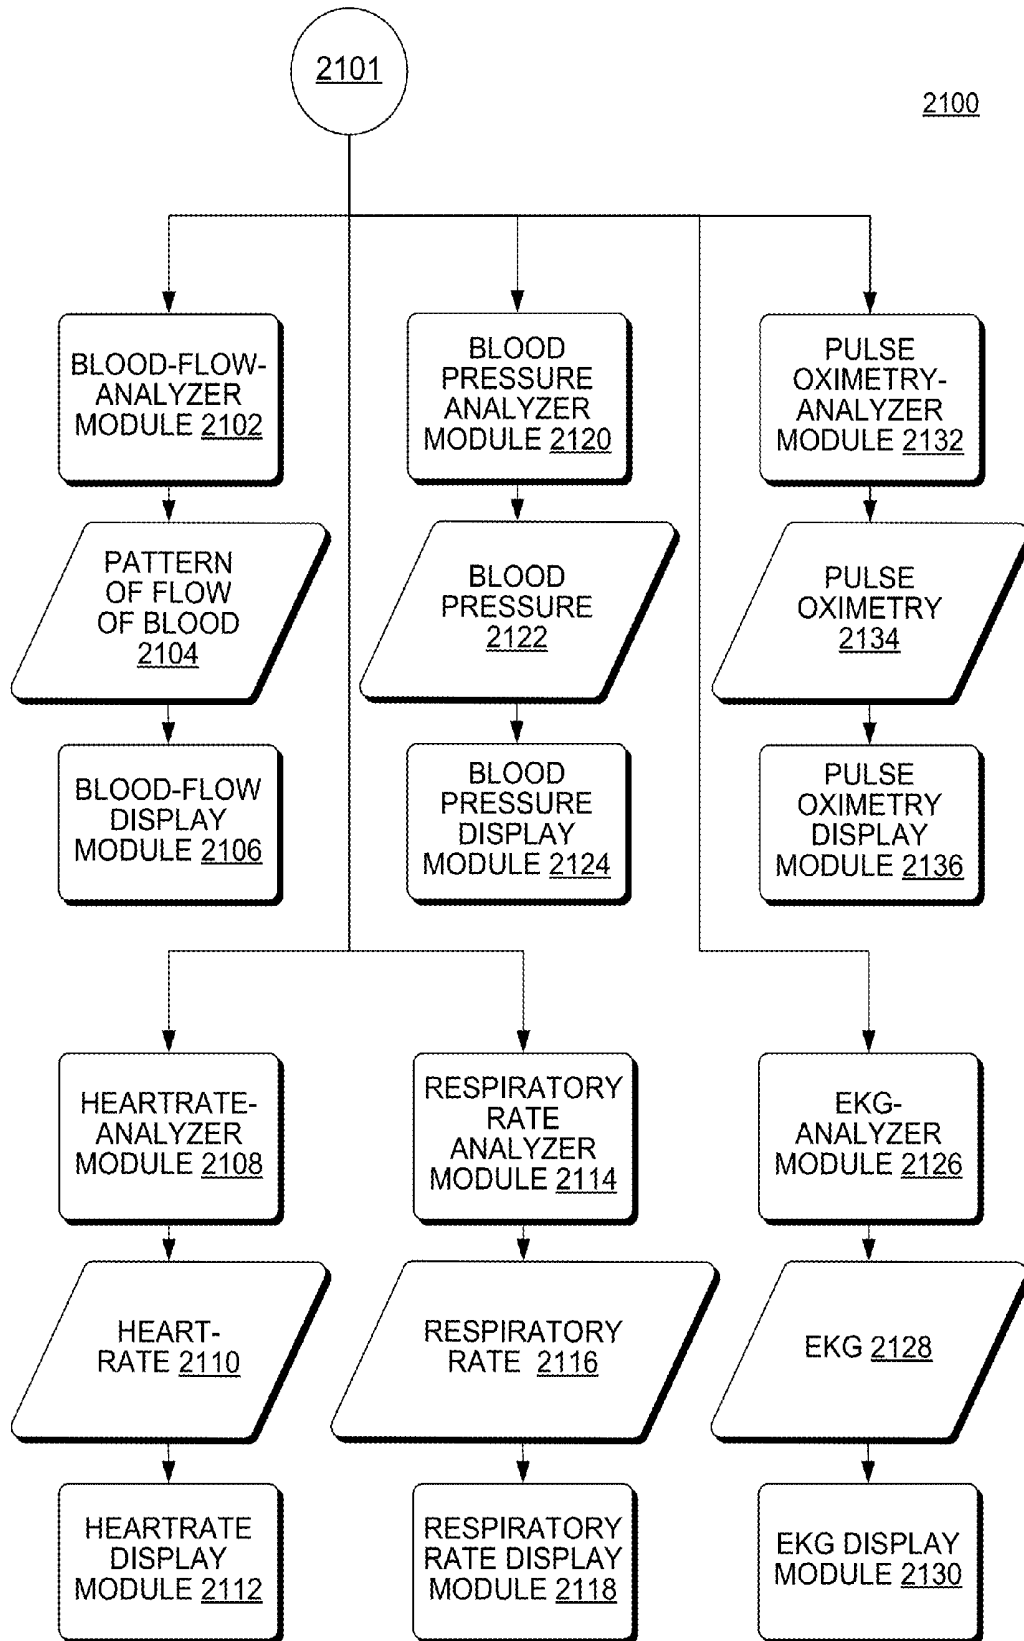 2101
2100
BLOOD-FLOW-
ANALYZER
MODULE 2102
BLOOD
PRESSURE
ANALYZER
MODULE 2120
PULSE
OXIMETRY-
ANALYZER
MODULE 2132
PATTERN
OF FLOW
OF BLOOD
2104
BLOOD
PRESSURE
2122
PULSE
OXIMETRY
2134
BLOOD-FLOW
DISPLAY
MODULE 2106
BLOOD
PRESSURE
DISPLAY
MODULE 2124
PULSE
OXIMETRY
DISPLAY
MODULE 2136
HEARTRATE-
ANALYZER
MODULE 2108
RESPIRATORY
RATE
ANALYZER
MODULE 2114
EKG-
ANALYZER
MODULE 2126
HEART-
RATE 2110
RESPIRATORY
RATE 2116
EKG 2128
HEARTRATE
DISPLAY
MODULE 2112
RESPIRATORY
RATE DISPLAY
MODULE 2118
EKG DISPLAY
MODULE 2130